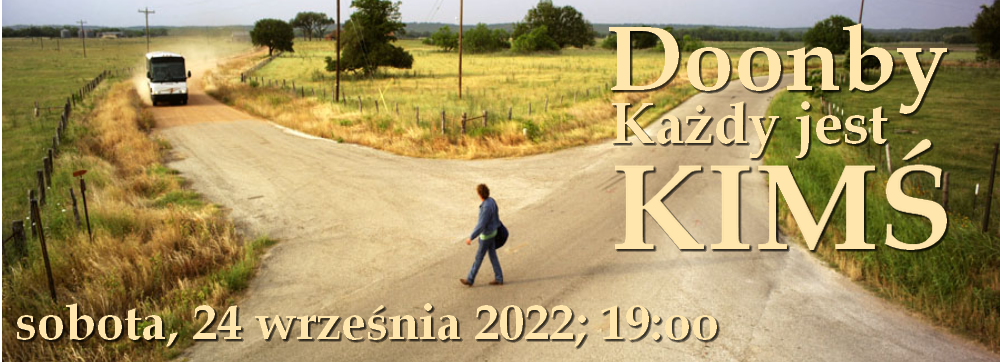 Doonby
Każdy jest
KIMŚ
sobota, 24 września 2022; 19:00